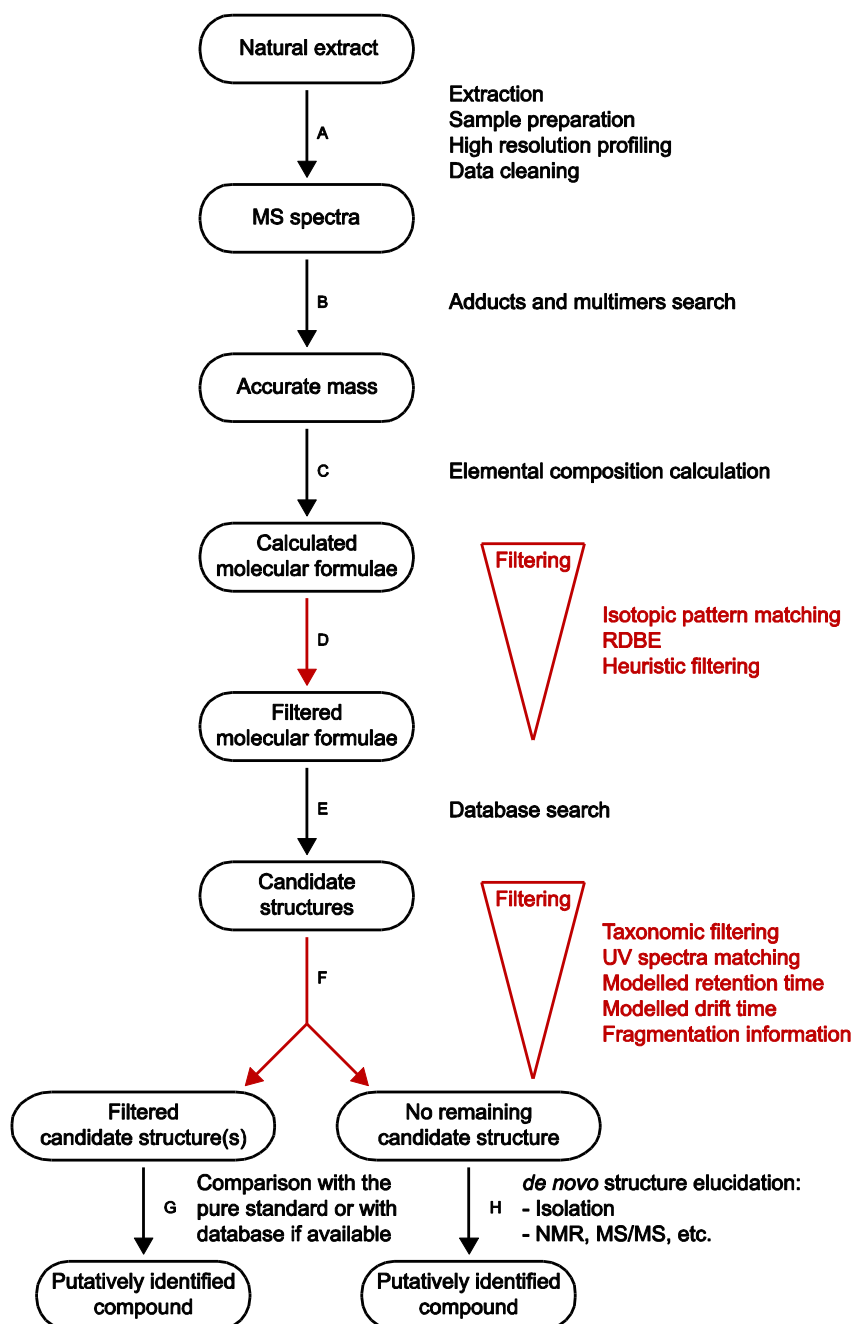 Natural extract
A
Extraction
Sample preparation
High resolution profiling
Data cleaning
MS spectra
B
Adducts and multimers search
Accurate mass
C
Elemental composition calculation
Calculated
molecular formulae
Filtering
D
Isotopic pattern matching
RDBE
Heuristic filtering
Filtered
molecular formulae
E
Database search
Candidate
structures
Filtering
F
Taxonomic filtering
UV spectra matching
Modelled retention time
Modelled drift time
Fragmentation information
Filtered
candidate structure(s)
No remaining
candidate structure
G
Comparison with the
pure standard or with
database if available
H
de novo structure elucidation:
- Isolation
- NMR, MS/MS, etc.
Putatively identified
compound
Putatively identified
compound